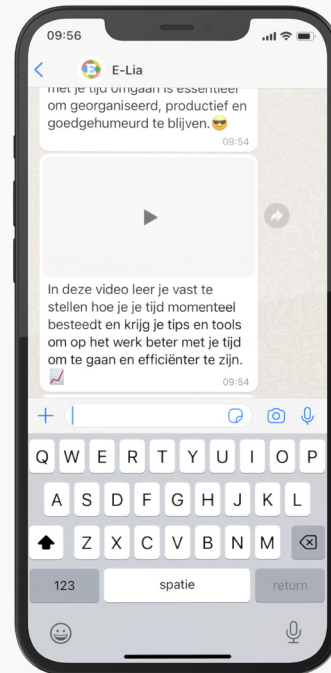 09:56
E-Lia
met je tijd omgaan is essentieel
om georganiseerd, productief en
goedgehumeurd te blijven.😎
09:54
In deze video leer je vast te
stellen hoe je je tijd momenteel
besteedt en krijg je tips en tools
om op het werk beter met je tijd
om te gaan en efficiënter te zijn.
📈
09:54
Q W E R T Y U I O P
A S D F G H J K L
Z X C V B N M
123 spatie return